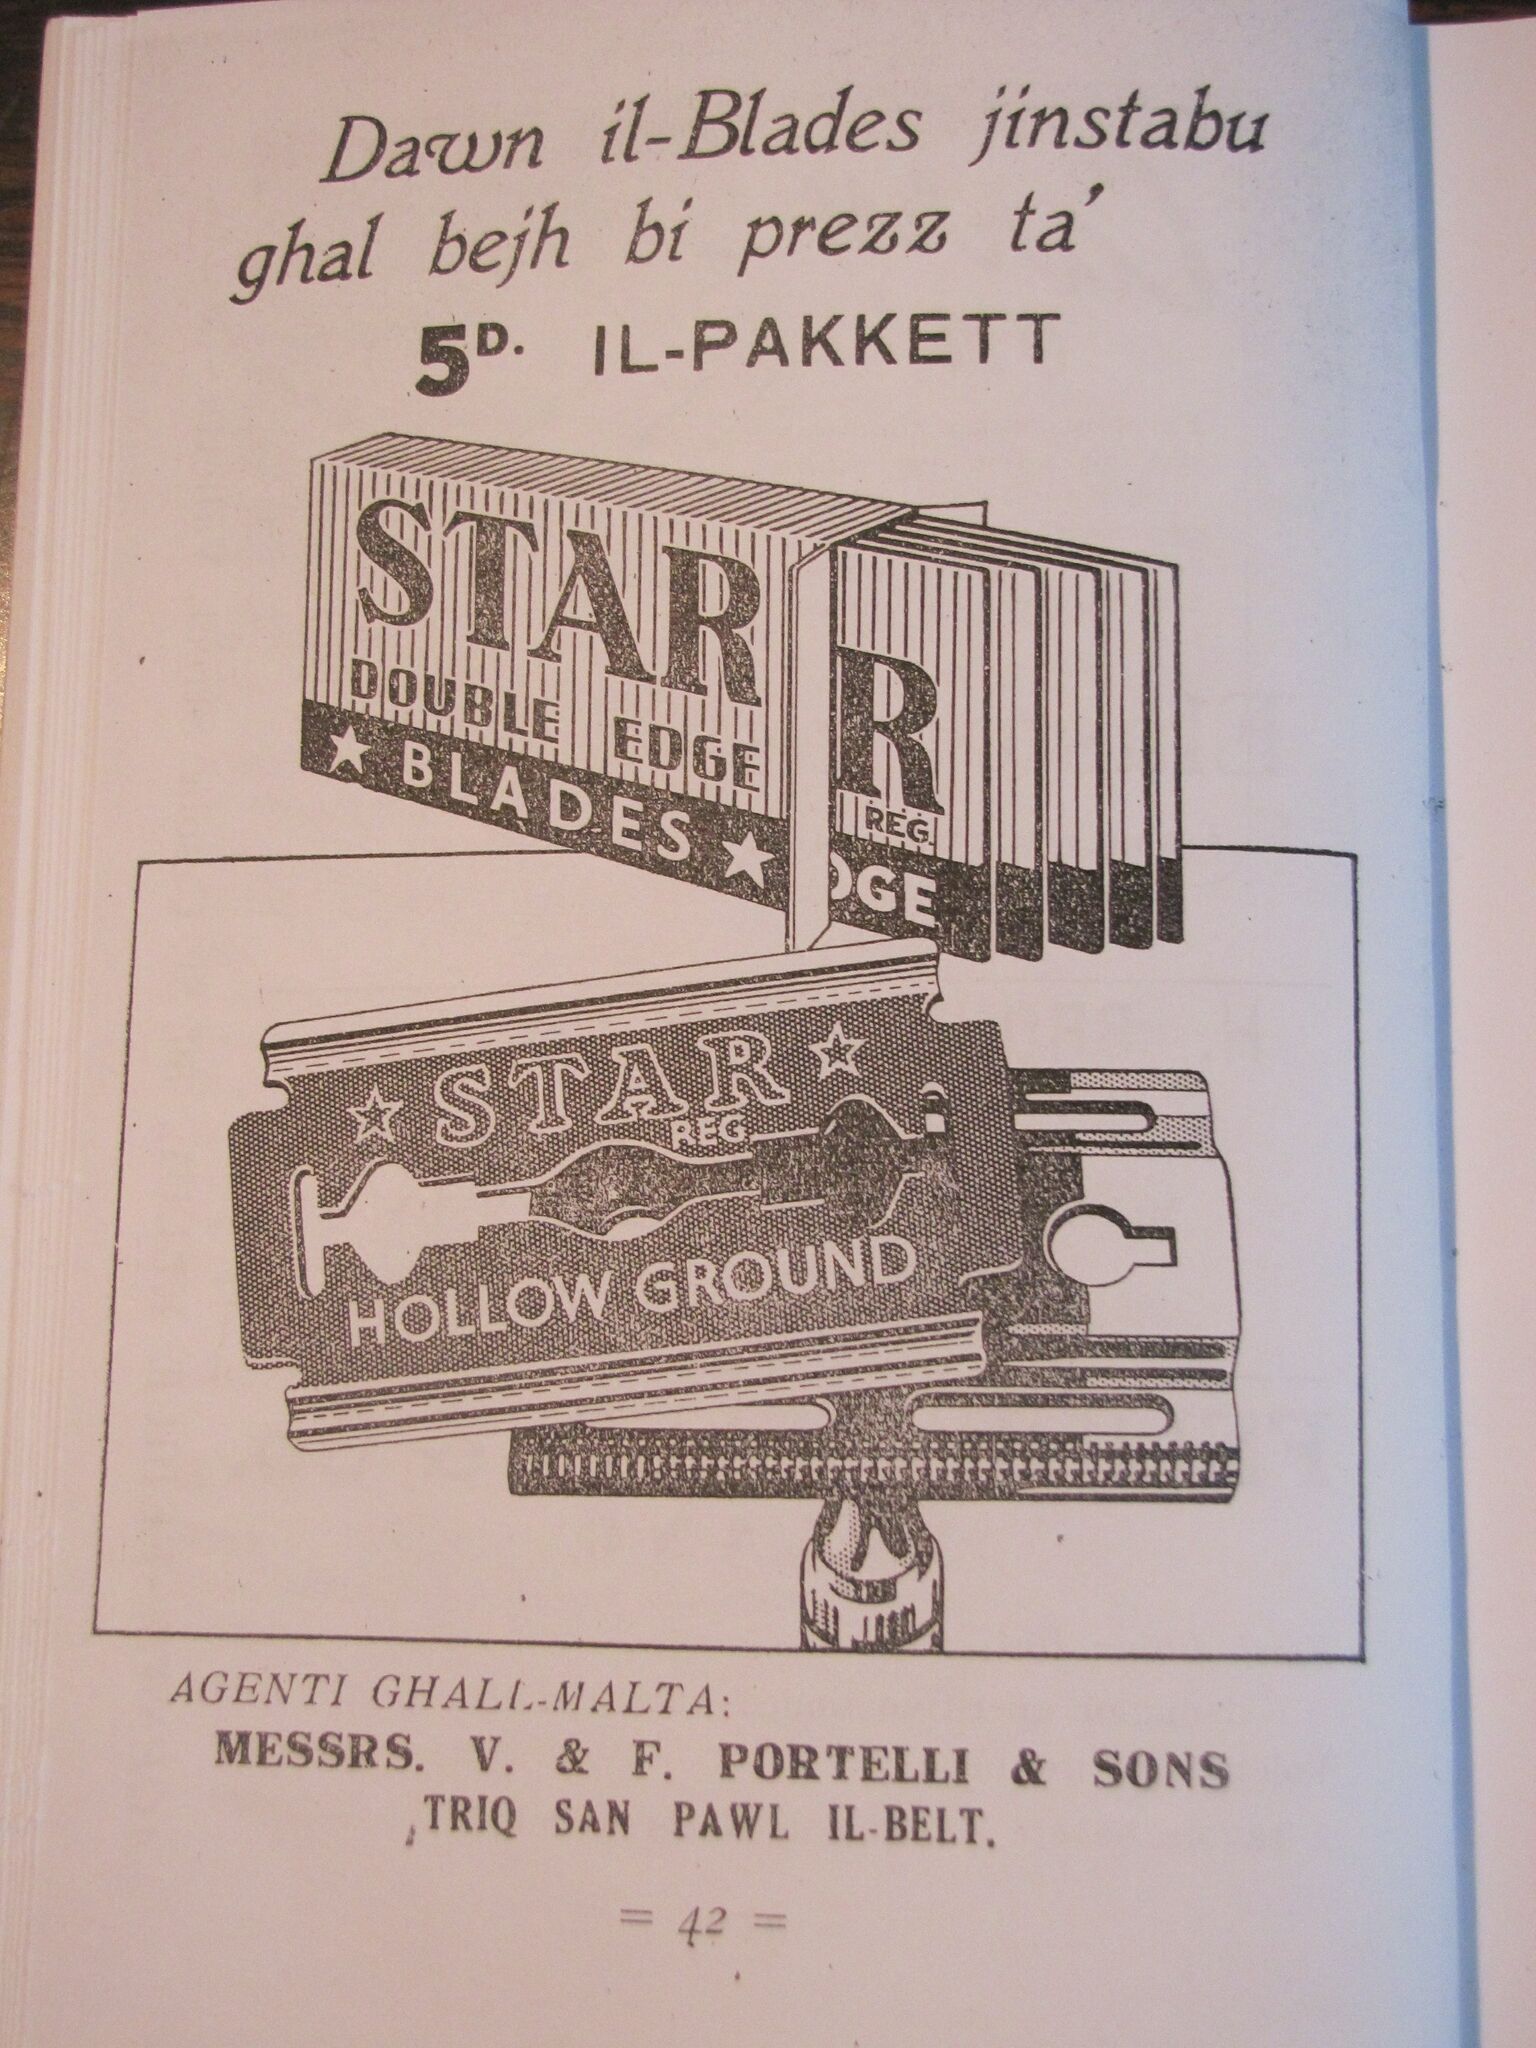 Dawn il-Blades jinstabu
ghal bejh bi prezz ta'
5D. IL-PAKKETT
STAR
DOUBLE EDGE
★ BLADES ★
R
REG.
DGE
☆ STAR ☆
REG
HOLLOW GROUND
AGENTI GHALL-MALTA:
MESSRS. V. & F. PORTELLI & SONS
TRIQ SAN PAWL IL-BELT.
= 42 =